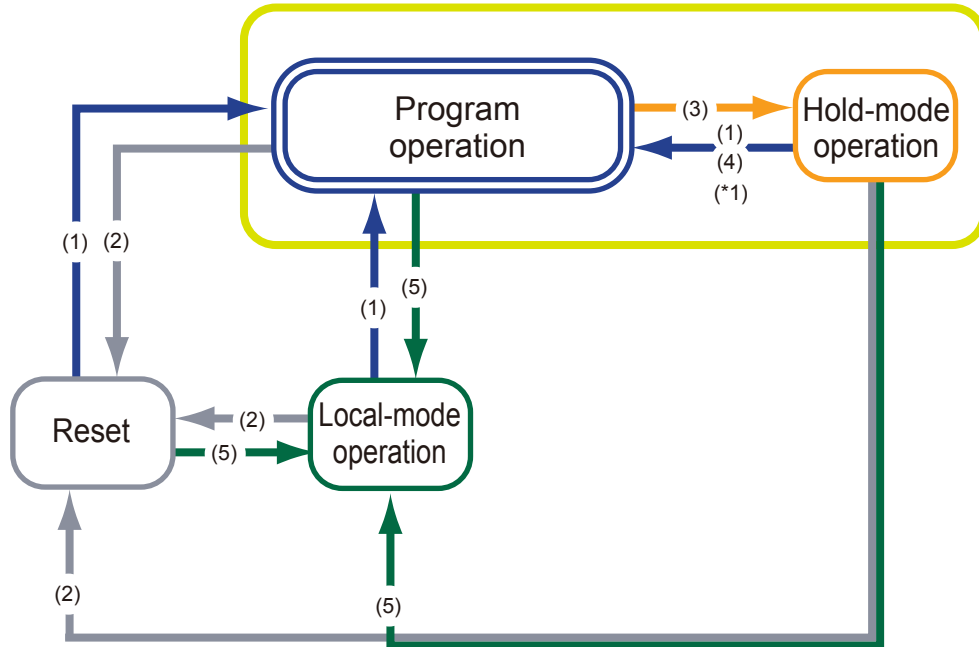 Program
operation
(3)
(1)
(4)
(*1)
Hold-mode
operation
(1)
(2)
(1)
(5)
Reset
(2)
(5)
Local-mode
operation
(2)
(5)